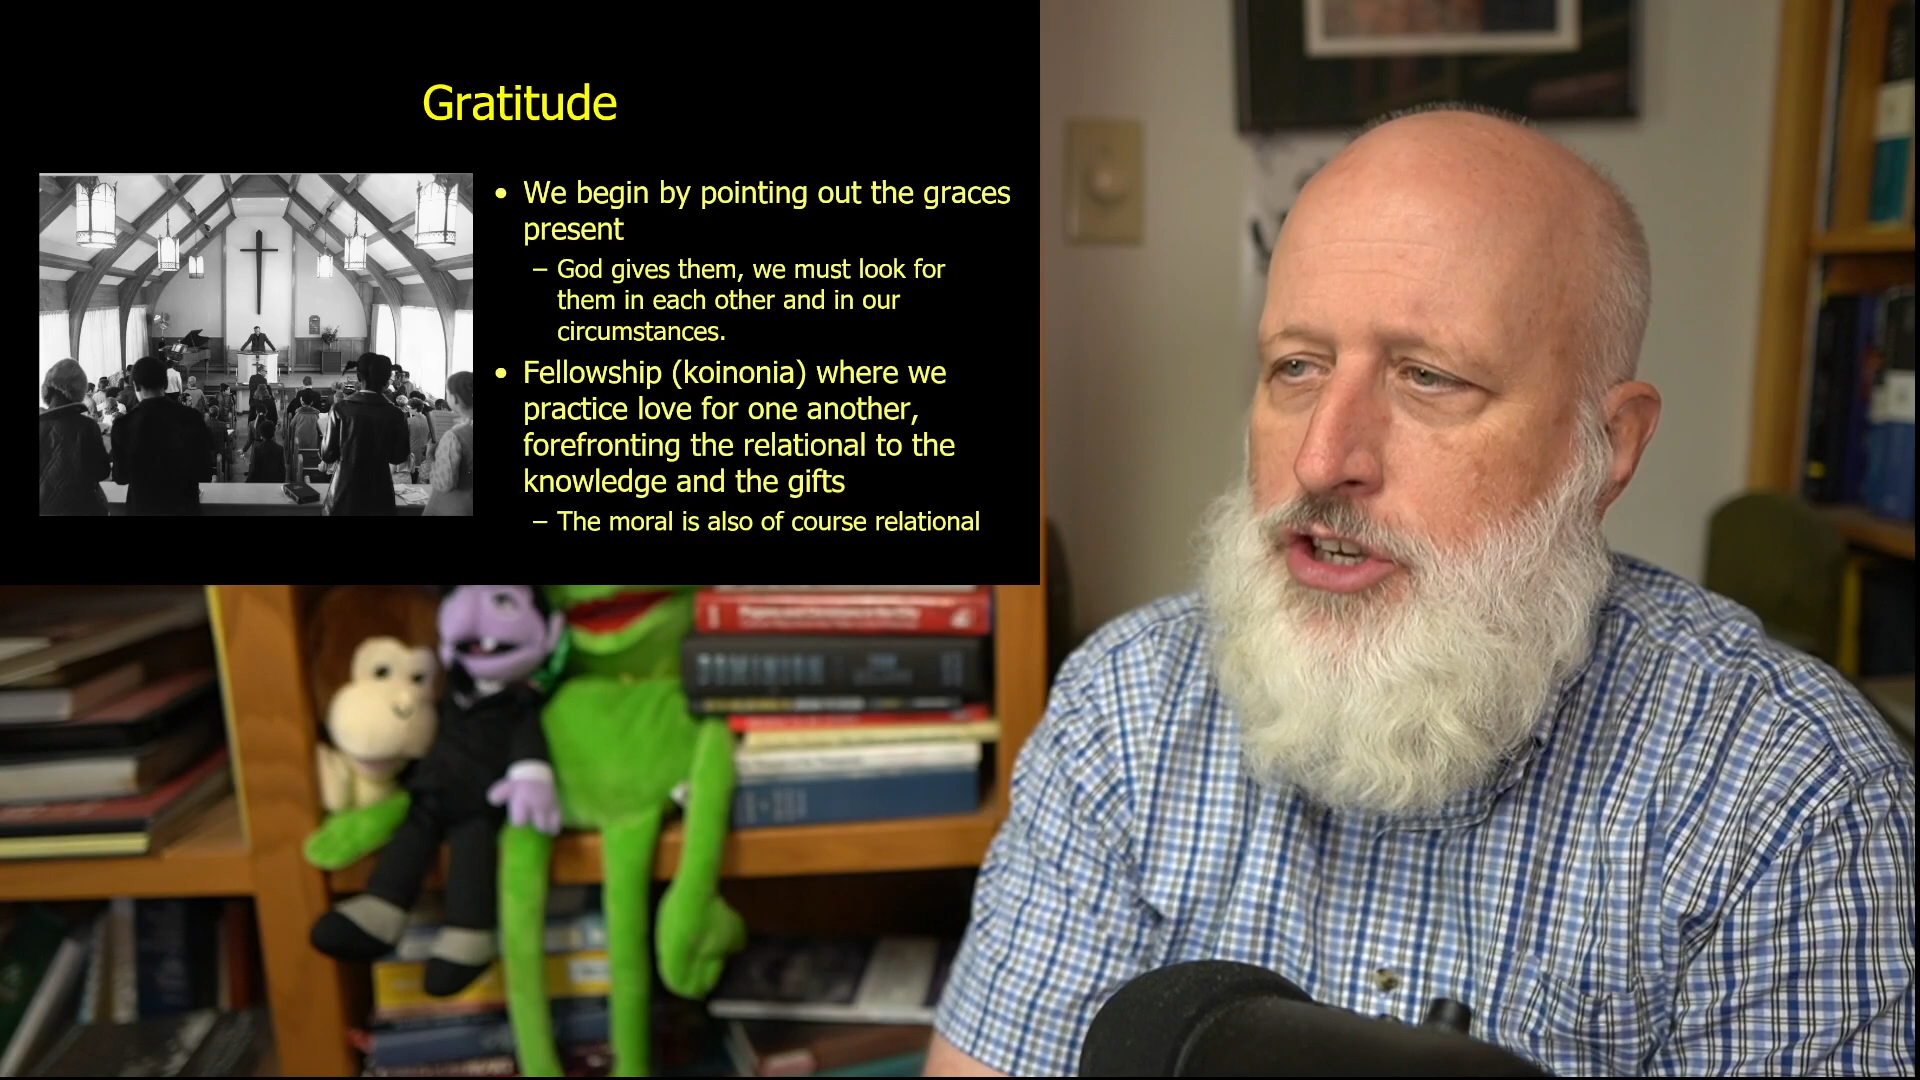 Gratitude
• We begin by pointing out the graces
present
– God gives them, we must look for
them in each other and in our
circumstances.
• Fellowship (koinonia) where we
practice love for one another,
forefronting the relational to the
knowledge and the gifts
– The moral is also of course relational
DOMINION